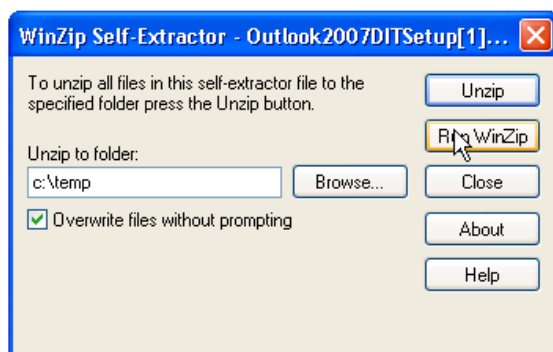 WinZip Self-Extractor - Outlook2007DITSetup[1]...
To unzip all files in this self-extractor file to the
specified folder press the Unzip button.
Unzip to folder:
c:\temp
Browse...
Overwrite files without prompting
Unzip
Run WinZip
Close
About
Help